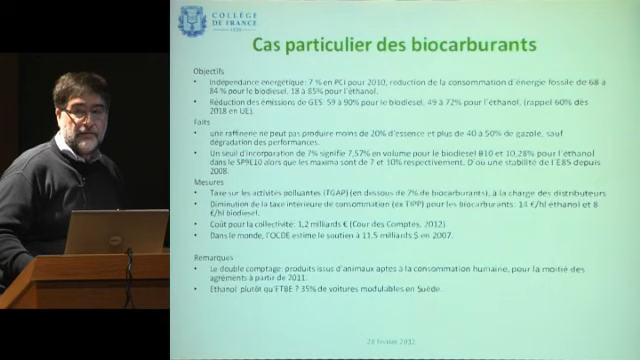 COLLÈGE
DE FRANCE
1530
Cas particulier des biocarburants
Objectifs
• Indépendance énergétique: 7 % en PCI pour 2010, réduction de la consommation d'énergie fossile de 68 à
84 % pour le biodiesel, 18 à 85% pour l'éthanol.
• Réduction des émissions de GES: 59 à 90% pour le biodiesel, 49 à 72% pour l'éthanol, (rappel 60% dès
2018 en UE).
Faits
• une raffinerie ne peut pas produire moins de 20% d'essence et plus de 40 à 50% de gazole, sauf
dégradation des performances.
• Un seuil d'incorporation de 7% signifie 7,57% en volume pour le biodiesel B10 et 10,28% pour l'éthanol
dans le SP9E10 alors que les maxima sont de 7 et 10% respectivement. D'où une stabilité de l'E85 depuis
2008.
Mesures
• Taxe sur les activités polluantes (TGAP) (en dessous de 7% de biocarburants), à la charge des distributeurs
• Diminution de la taxe intérieure de consommation (ex TIPP) pour les biocarburants: 14 €/hl éthanol et 8
€/hl biodiesel.
• Coût pour la collectivité: 1,2 milliards € (Cour des Comptes, 2012)
• Dans le monde, l'OCDE estime le soutien à 11,5 milliards $ en 2007.
Remarques
• Le double comptage: produits issus d'animaux aptes à la consommation humaine, pour la moitié des
agréments à partir de 2011.
• Ethanol plutôt qu'ETBE ? 35% de voitures modulables en Suède.
28 février 2012